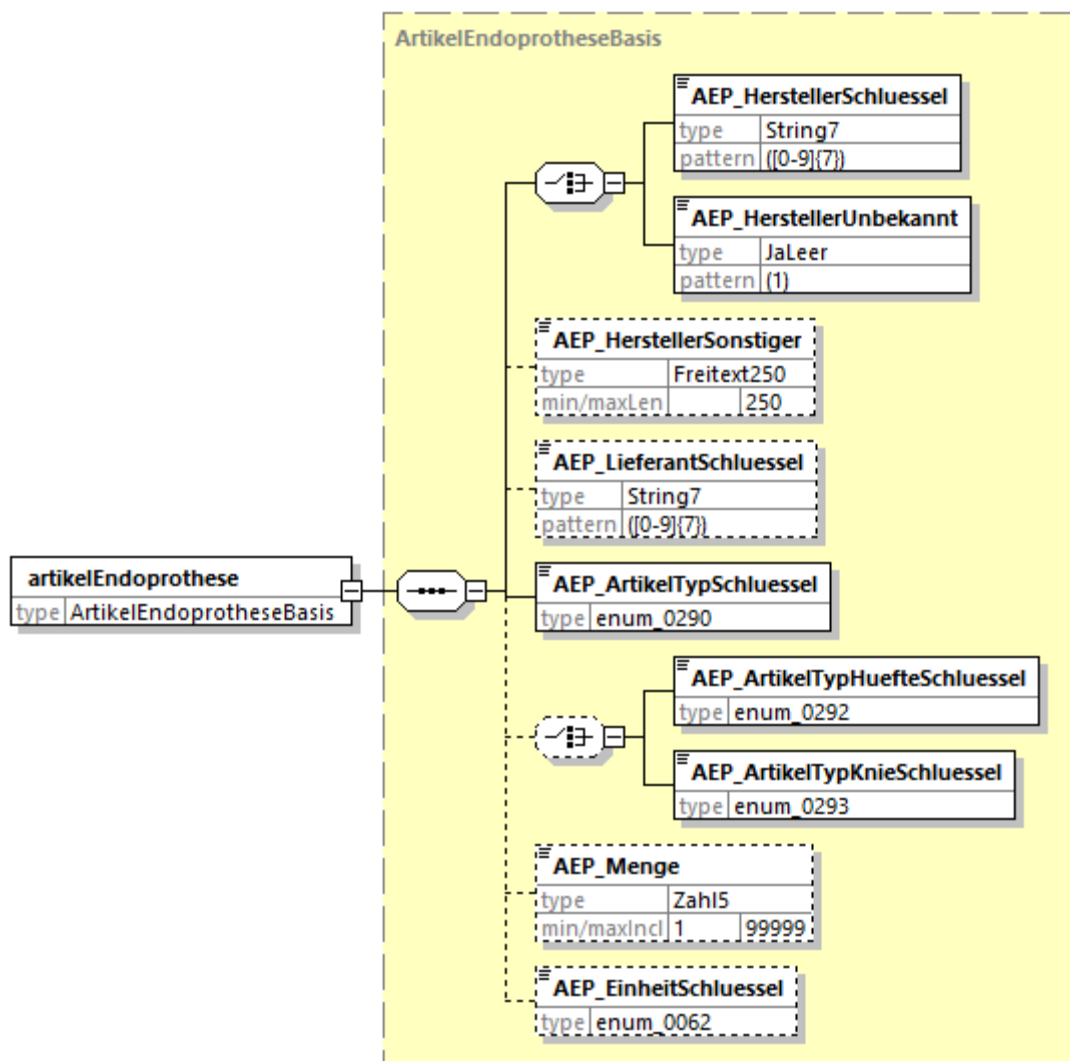 ArtikelEndoprotheseBasis
AEP_HerstellerSchluessel
type String7
pattern ([0-9]{7})
AEP_HerstellerUnbekannt
type JaLeer
pattern (1)
AEP_HerstellerSonstiger
type Freitext250
min/maxLen 250
AEP_LieferantSchluessel
type String7
pattern ([0-9]{7})
artikelEndoprothese
type ArtikelEndoprotheseBasis
AEP_ArtikelTypSchluessel
type enum_0290
AEP_ArtikelTypHuefteSchluessel
type enum_0292
AEP_ArtikelTypKnieSchluessel
type enum_0293
AEP_Menge
type Zahl5
min/maxIncl 1 99999
AEP_EinheitSchluessel
type enum_0062